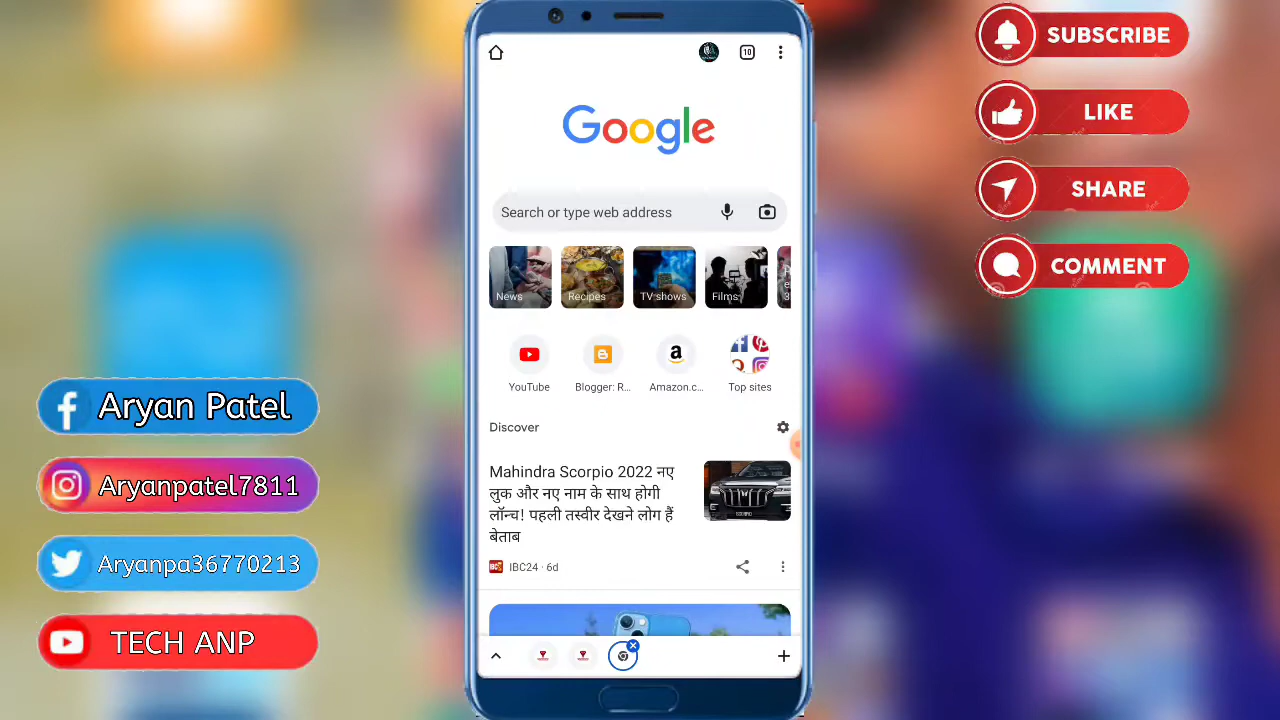 10
Google
Search or type web address
News
Recipes
TV shows
Films
YouTube
Blogger: R...
Amazon.c...
Top sites
Discover
Mahindra Scorpio 2022 नए
लुक और नए नाम के साथ होगी
लॉन्च! पहली तस्वीर देखने लोग हैं
बेताब
IBC24 · 6d
SUBSCRIBE
LIKE
SHARE
COMMENT
Aryan Patel
Aryanpatel7811
Aryanpa36770213
TECH ANP